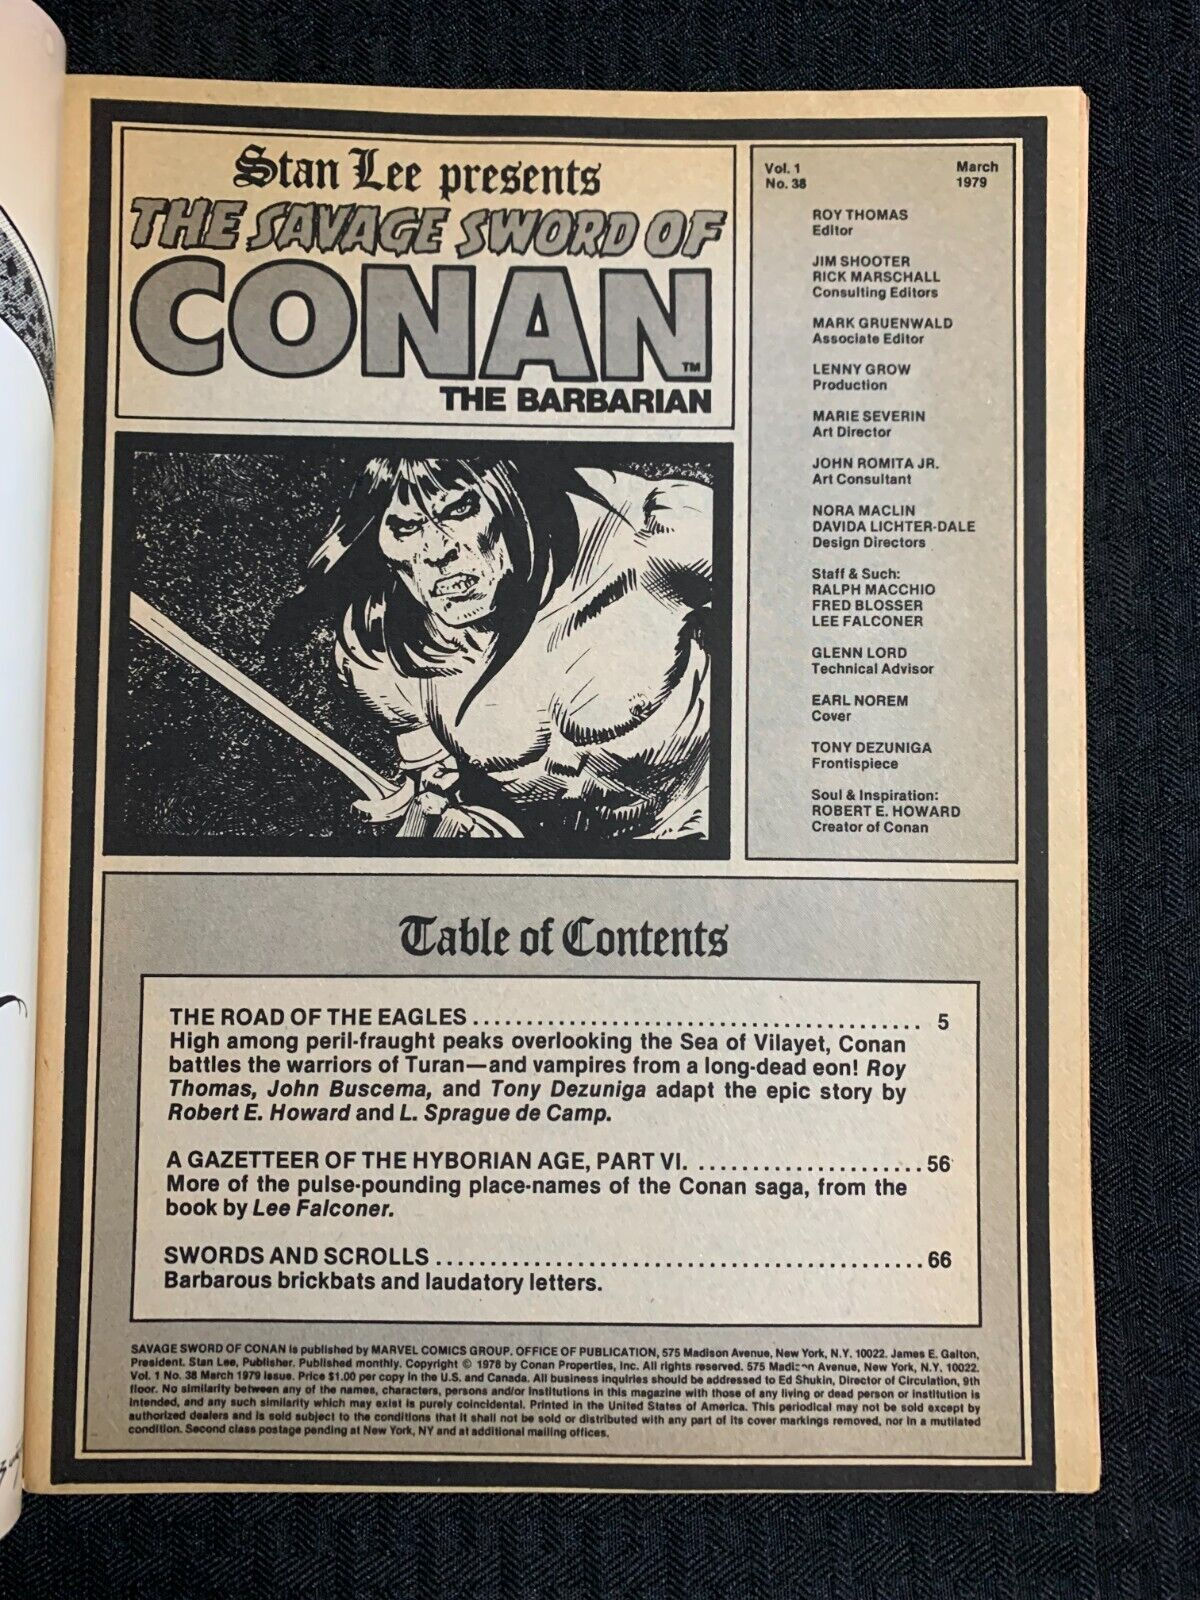 Stan Lee presents
THE SAVAGE SWORD OF
CONAN
TM
THE BARBARIAN
Vol. 1 March
No. 38 1979
ROY THOMAS
Editor
JIM SHOOTER
RICK MARSCHALL
Consulting Editors
MARK GRUENWALD
Associate Editor
LENNY GROW
Production
MARIE SEVERIN
Art Director
JOHN ROMITA JR.
Art Consultant
NORA MACLIN
DAVIDA LICHTER-DALE
Design Directors
Staff & Such:
RALPH MACCHIO
FRED BLOSSER
LEE FALCONER
GLENN LORD
Technical Advisor
EARL NOREM
Cover
TONY DEZUNIGA
Frontispiece
Soul & Inspiration:
ROBERT E. HOWARD
Creator of Conan
Table of Contents
THE ROAD OF THE EAGLES .......................................... 5
High among peril-fraught peaks overlooking the Sea of Vilayet, Conan
battles the warriors of Turan—and vampires from a long-dead eon! Roy
Thomas, John Buscema, and Tony Dezuniga adapt the epic story by
Robert E. Howard and L. Sprague de Camp.
A GAZETTEER OF THE HYBORIAN AGE, PART VI. ..................... 56
More of the pulse-pounding place-names of the Conan saga, from the
book by Lee Falconer.
SWORDS AND SCROLLS ............................................. 66
Barbarous brickbats and laudatory letters.
SAVAGE SWORD OF CONAN is published by MARVEL COMICS GROUP. OFFICE OF PUBLICATION, 575 Madison Avenue, New York, N.Y. 10022. James E. Galton,
President. Stan Lee, Publisher. Published monthly. Copyright © 1978 by Conan Properties, Inc. All rights reserved. 575 Madison Avenue, New York, N.Y. 10022.
Vol. 1 No. 38 March 1979 issue. Price $1.00 per copy in the U.S. and Canada. All business inquiries should be addressed to Ed Shukin, Director of Circulation, 9th
floor. No similarity between any of the names, characters, persons and/or institutions in this magazine with those of any living or dead person or institution is
intended, and any such similarity which may exist is purely coincidental. Printed in the United States of America. This periodical may not be sold except by
authorized dealers and is sold subject to the conditions that it shall not be sold or distributed with any part of its cover markings removed, nor in a mutilated
condition. Second class postage pending at New York, NY and at additional mailing offices.